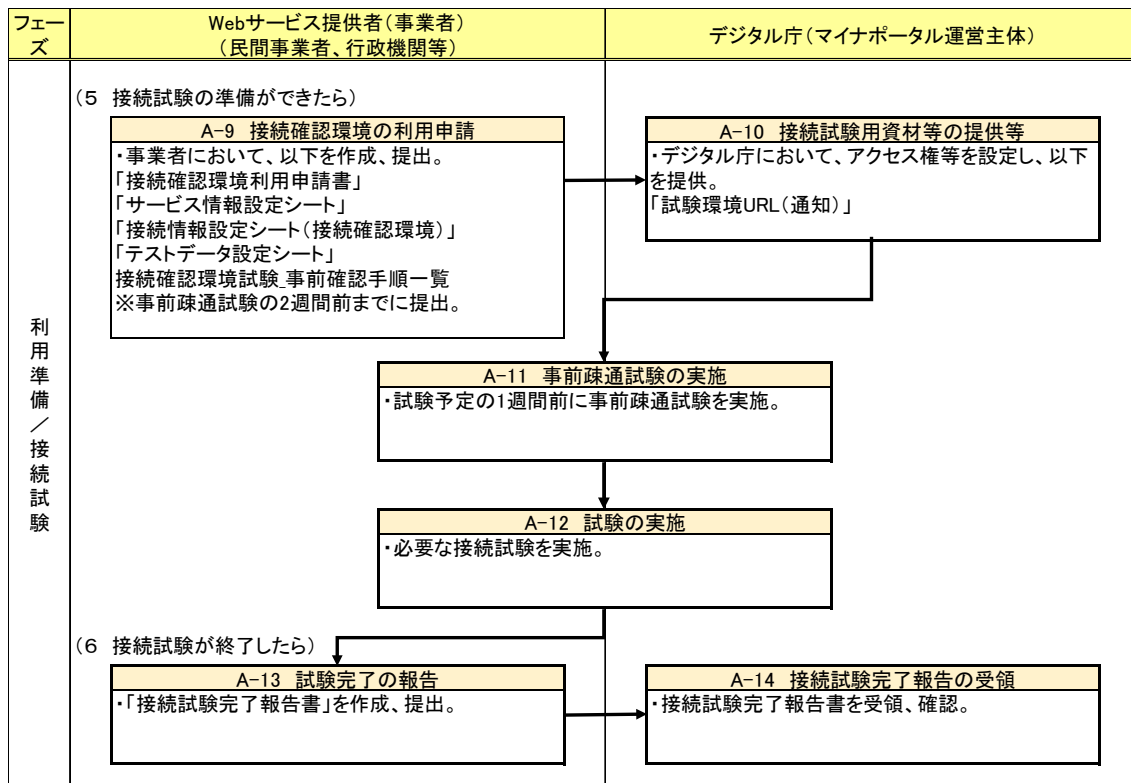 フェーズ
Webサービス提供者（事業者）
（民間事業者、行政機関等）
デジタル庁（マイナポータル運営主体）
利用準備／接続試験
（５ 接続試験の準備ができたら）
A-9 接続確認環境の利用申請
・事業者において、以下を作成、提出。
「接続確認環境利用申請書」
「サービス情報設定シート」
「接続情報設定シート（接続確認環境）」
「テストデータ設定シート」
接続確認環境試験_事前確認手順一覧
※事前疎通試験の2週間前までに提出。
A-10 接続試験用資材等の提供等
・デジタル庁において、アクセス権等を設定し、以下
を提供。
「試験環境URL（通知）」
A-11 事前疎通試験の実施
・試験予定の1週間前に事前疎通試験を実施。
A-12 試験の実施
・必要な接続試験を実施。
（６ 接続試験が終了したら）
A-13 試験完了の報告
・「接続試験完了報告書」を作成、提出。
A-14 接続試験完了報告の受領
・接続試験完了報告書を受領、確認。